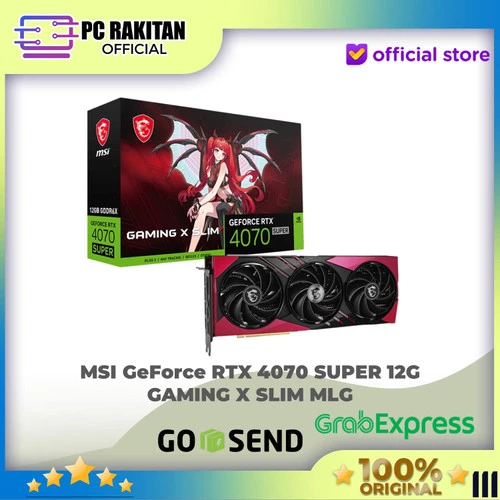 PC RAKITAN
OFFICIAL
official store
msi
12GB GDDR6X
GEFORCE RTX
4070
SUPER
GAMING X SLIM
GEFORCE RTX
4070 SUPER
MSI GeForce RTX 4070 SUPER 12G
GAMING X SLIM MLG
GO SEND
GrabExpress
100%
ORIGINAL